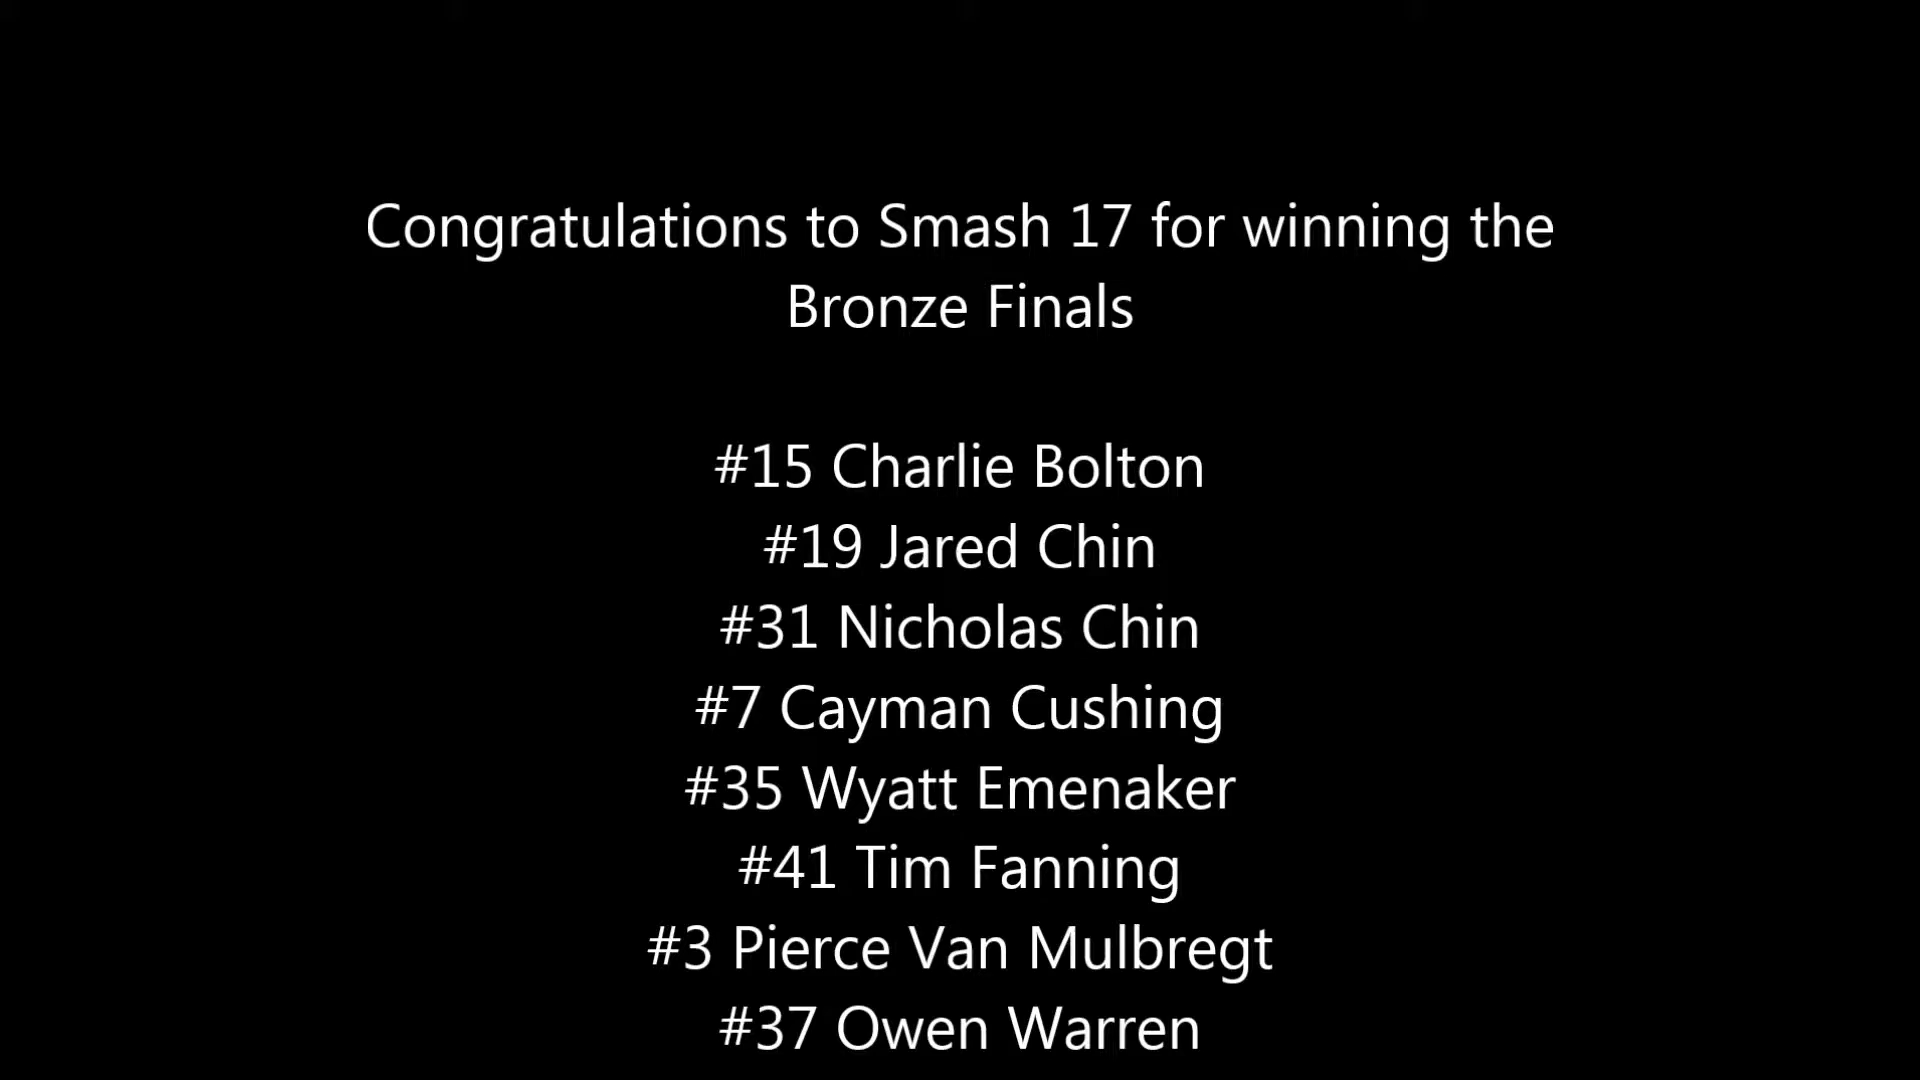 Congratulations to Smash 17 for winning the
Bronze Finals
#15 Charlie Bolton
#19 Jared Chin
#31 Nicholas Chin
#7 Cayman Cushing
#35 Wyatt Emenaker
#41 Tim Fanning
#3 Pierce Van Mulbregt
#37 Owen Warren